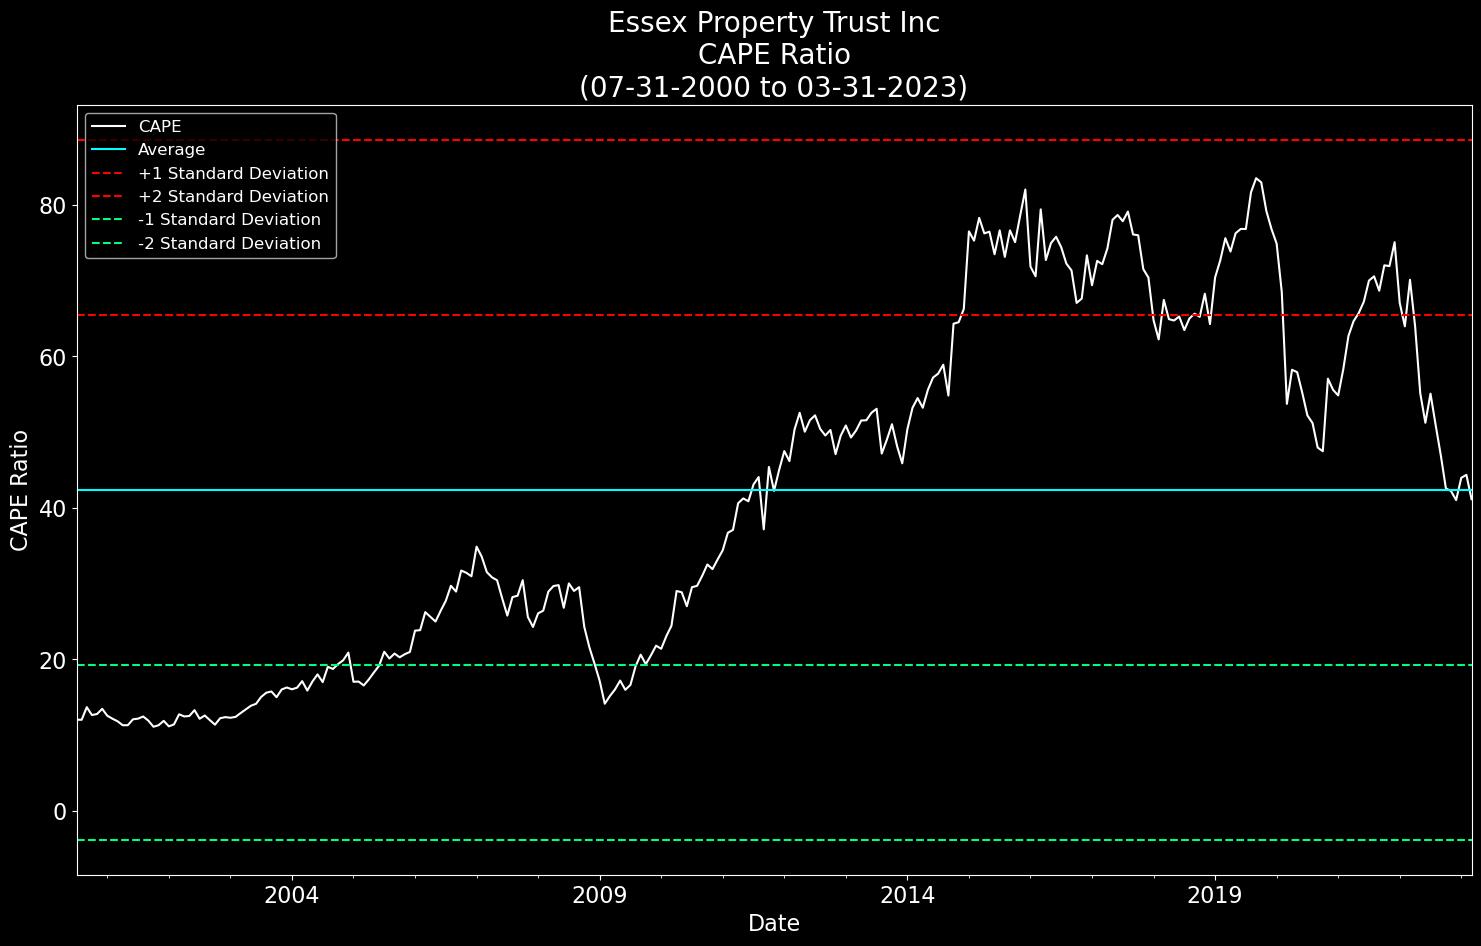 Essex Property Trust Inc
CAPE Ratio
(07-31-2000 to 03-31-2023)
CAPE
Average
+1 Standard Deviation
+2 Standard Deviation
-1 Standard Deviation
-2 Standard Deviation
80
60
40
20
0
CAPE Ratio
2004
2009
2014
2019
Date